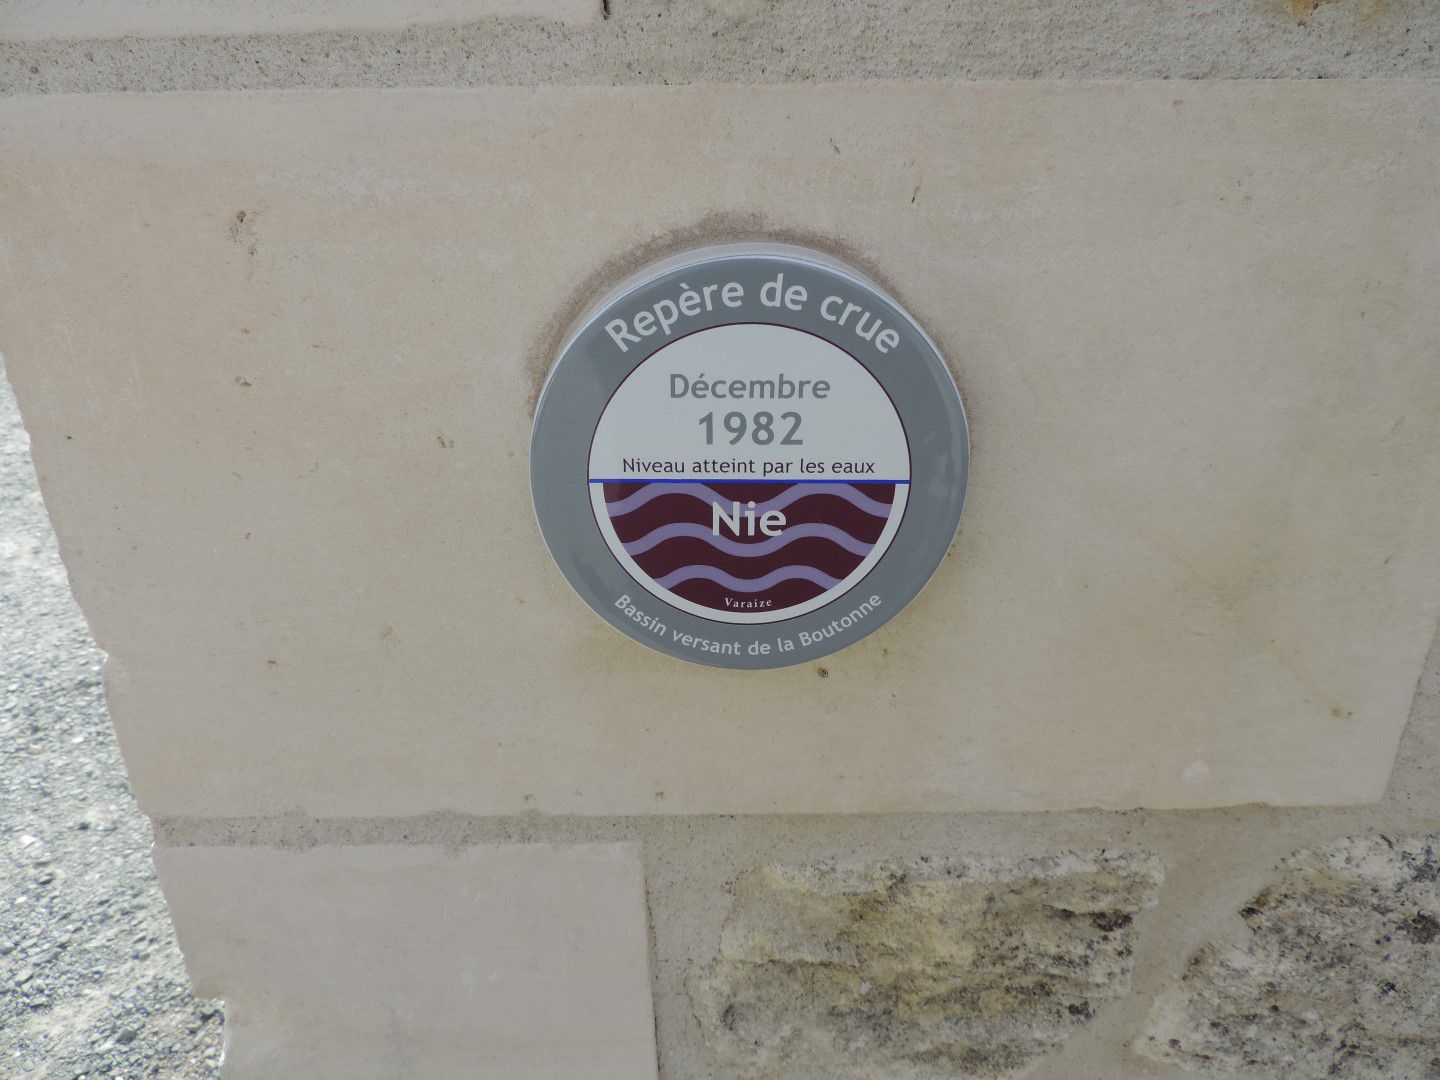 Repère de crue
Décembre
1982
Niveau atteint par les eaux
Nie
Varaize
Bassin versant de la Boutonne